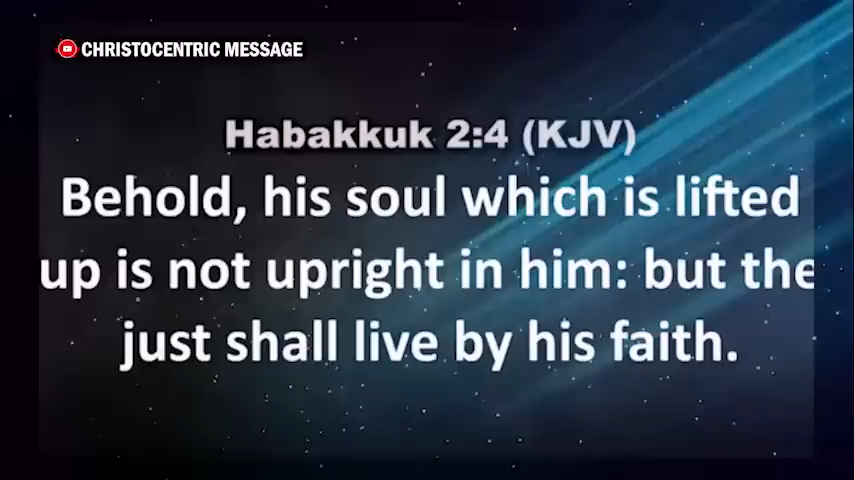 CHRISTOCENTRIC MESSAGE
Habakkuk 2:4 (KJV)
Behold, his soul which is lifted
up is not upright in him: but the
just shall live by his faith.